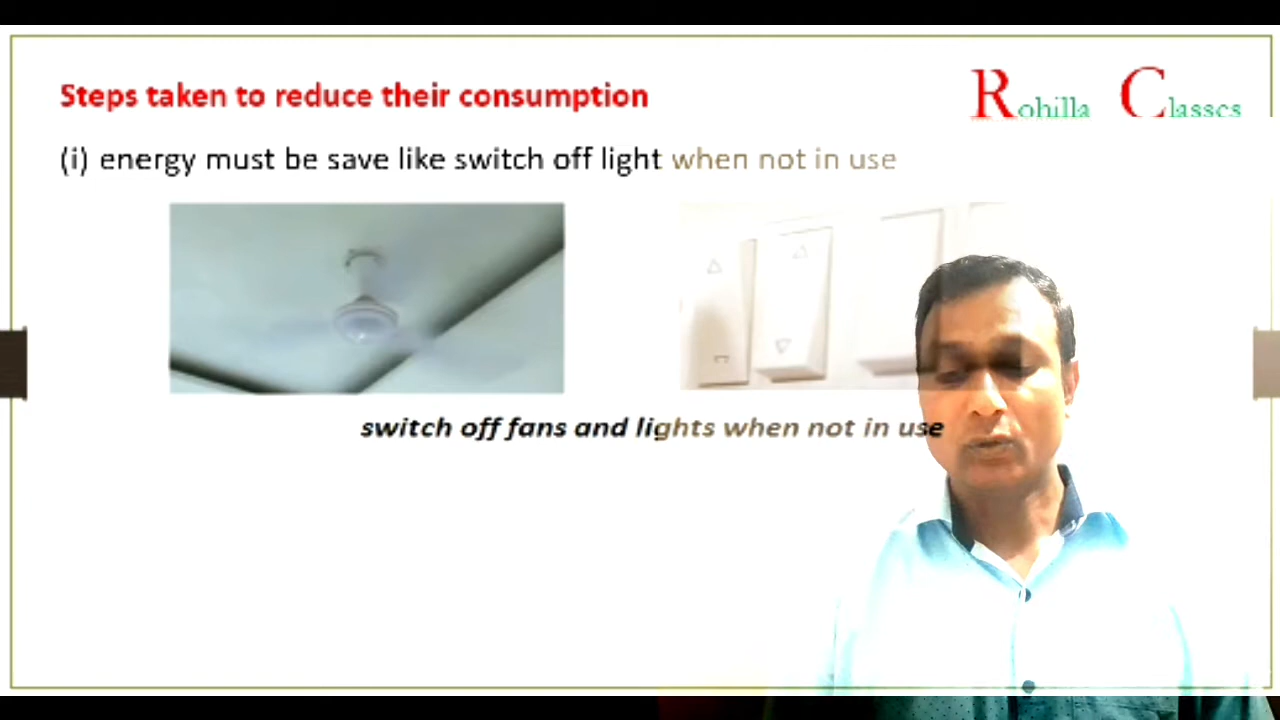 Steps taken to reduce their consumption
Rohilla Classes
(i) energy must be save like switch off light when not in use
switch off fans and lights when not in use